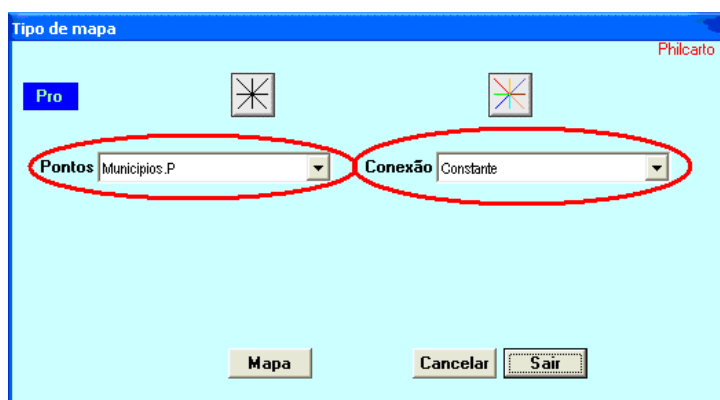 Tipo de mapa
Philcarto
Pro
Pontos Municipios.P Conexão Constante
Mapa Cancelar Sair